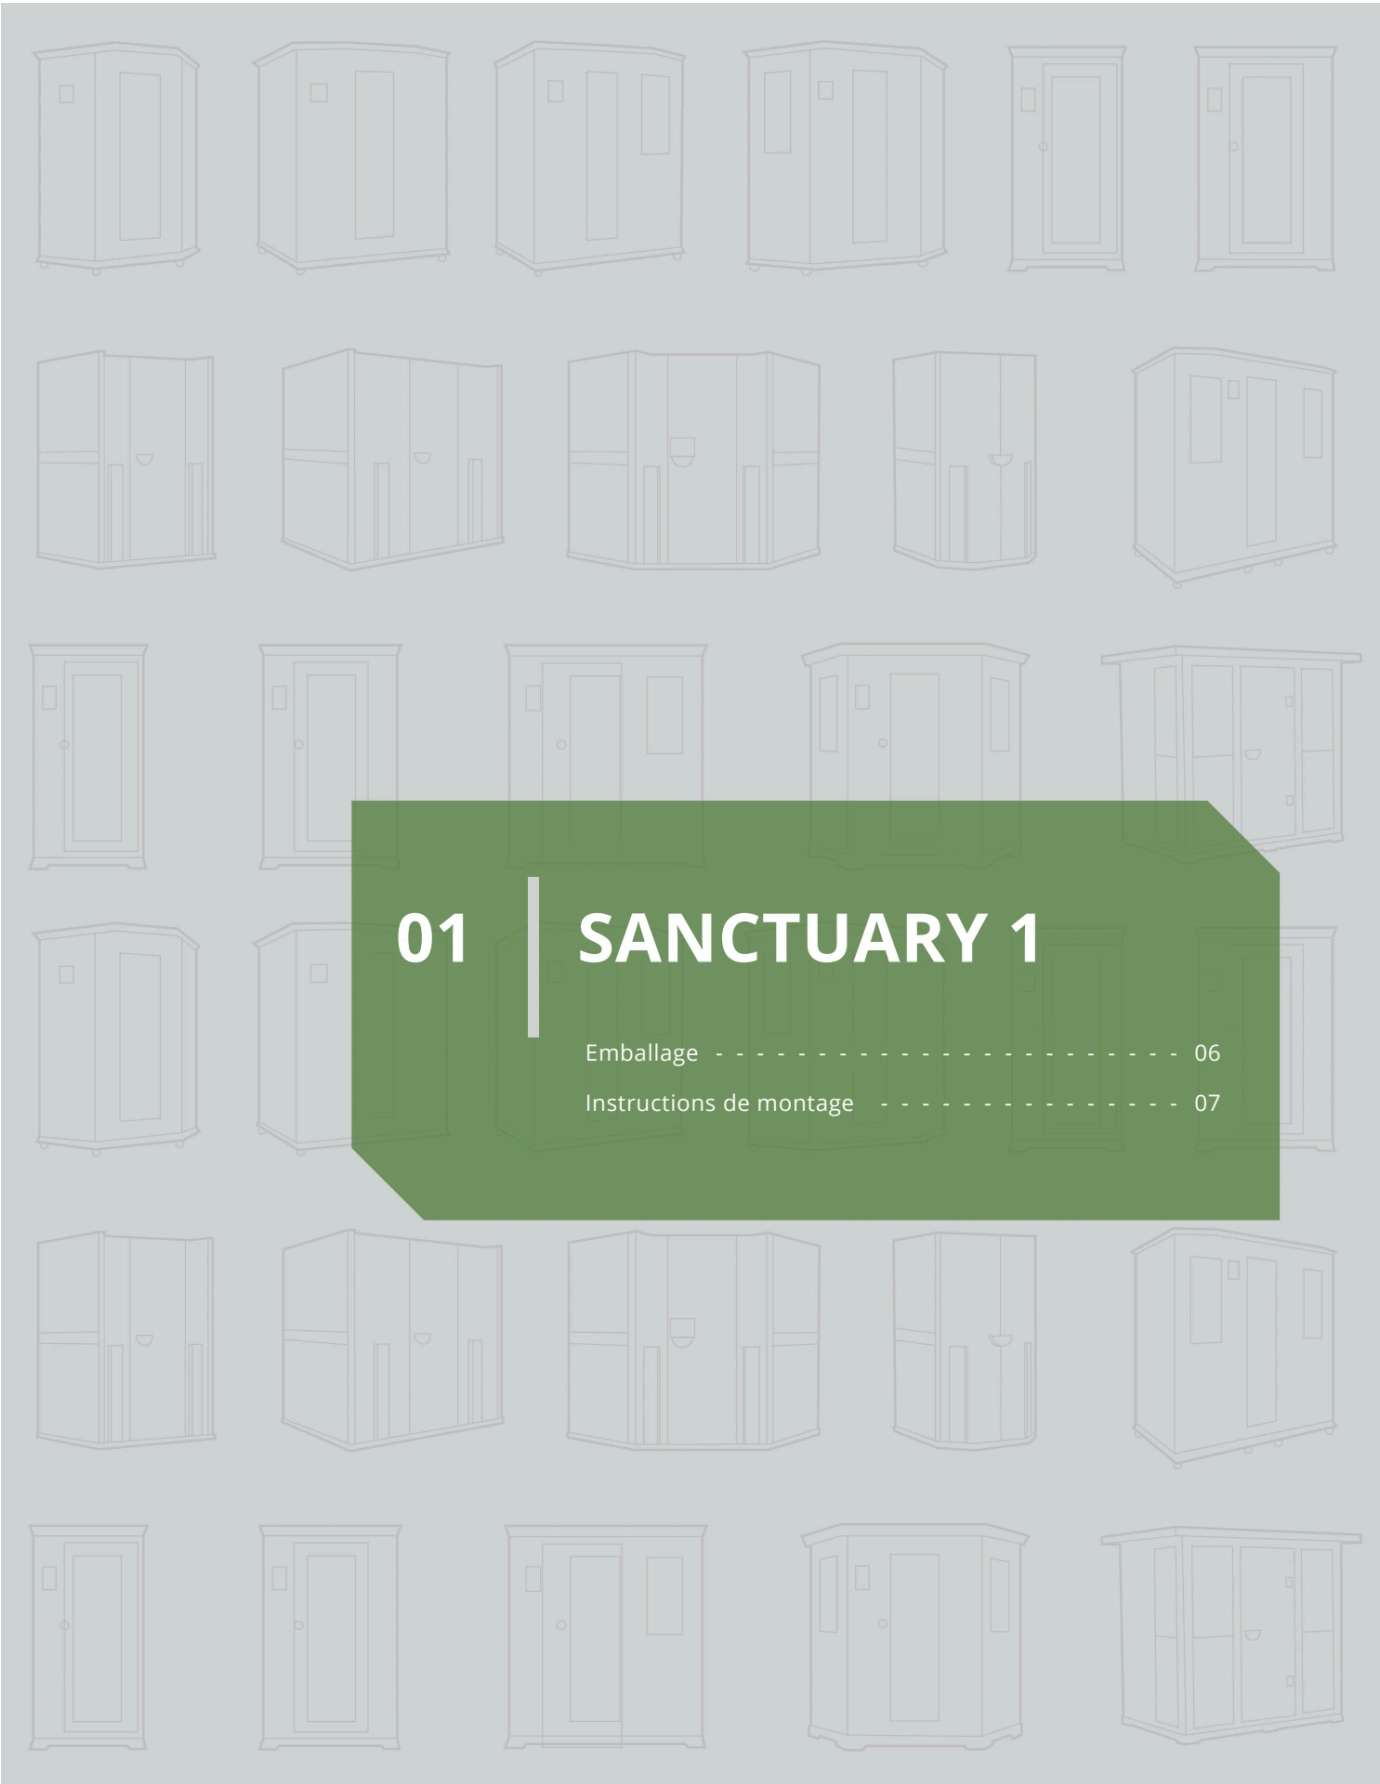 01
SANCTUARY 1
Emballage - - - - - - - - - - - - - - - - - - - - - - - 06
Instructions de montage - - - - - - - - - - - - - - - 07